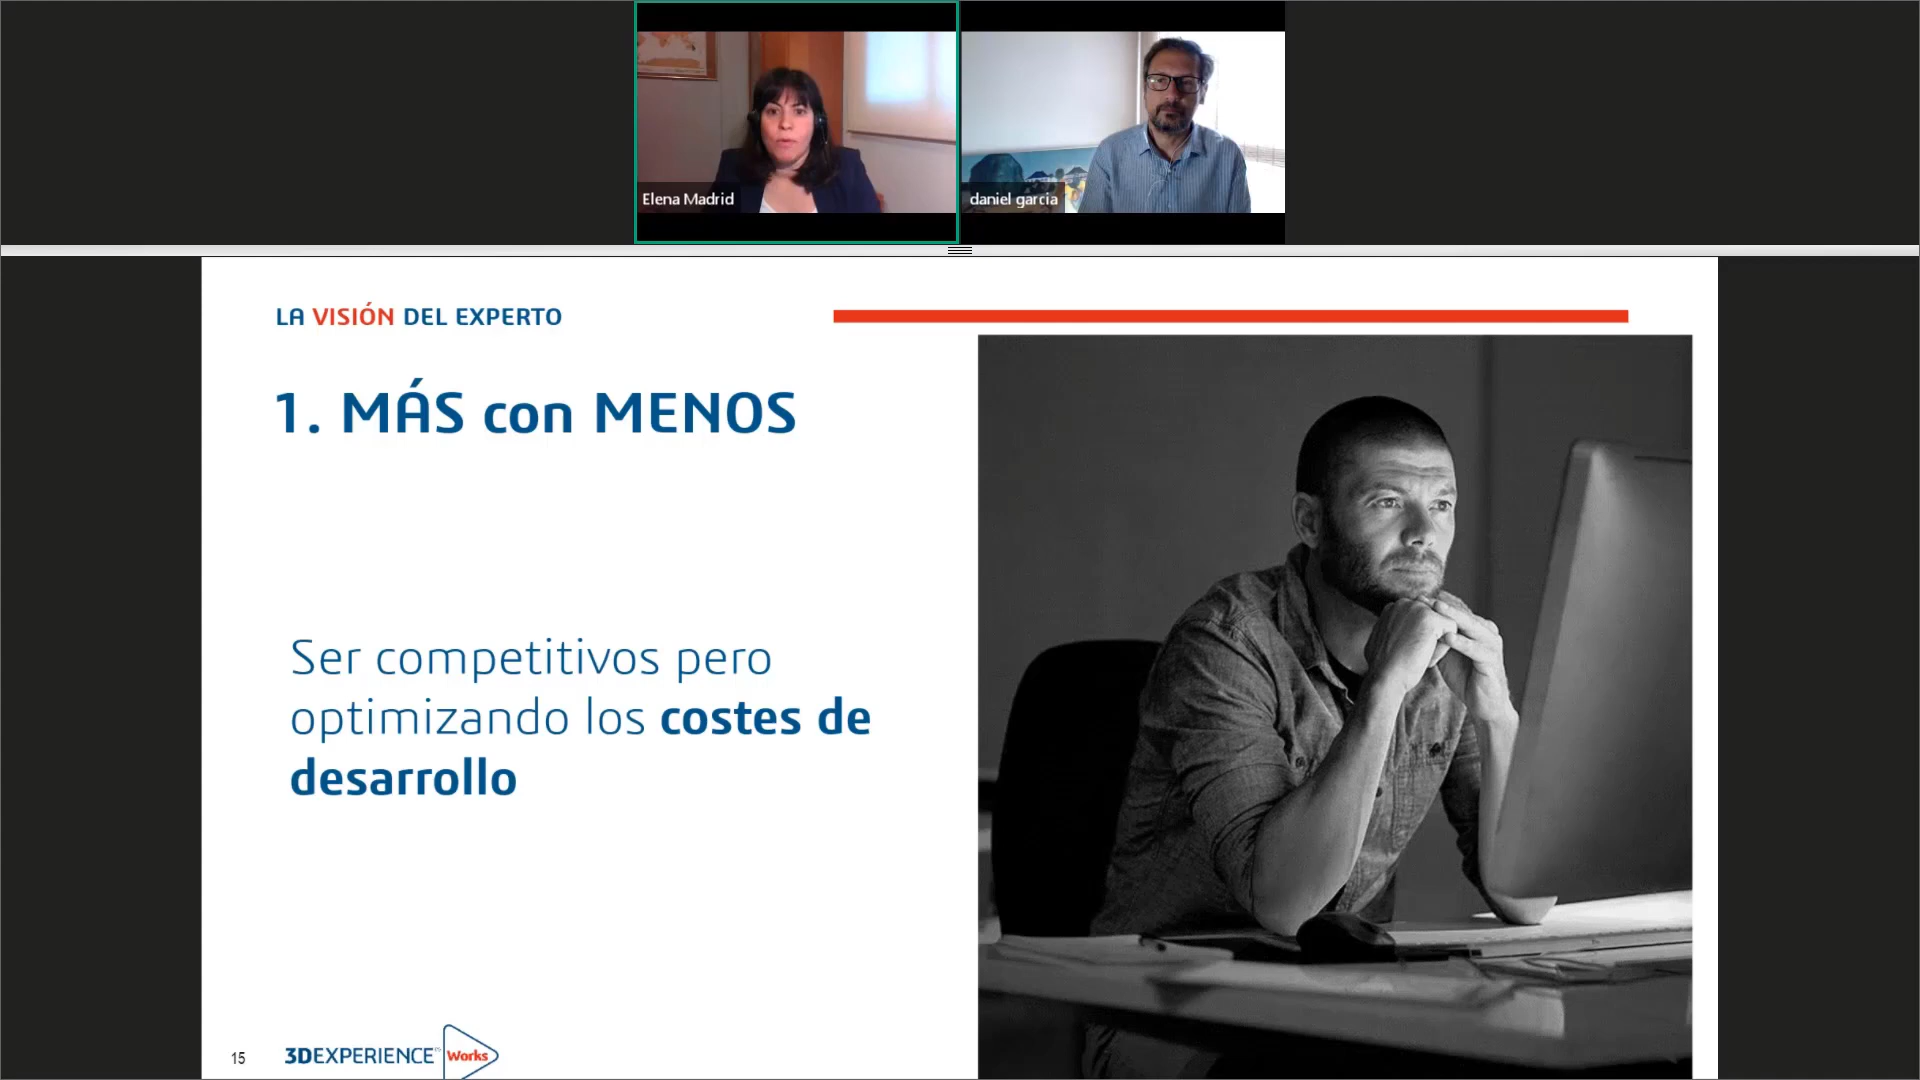 Elena Madrid
daniel garcia
LA VISIÓN DEL EXPERTO
1. MÁS con MENOS
Ser competitivos pero
optimizando los costes de
desarrollo
15
3DEXPERIENCE Works